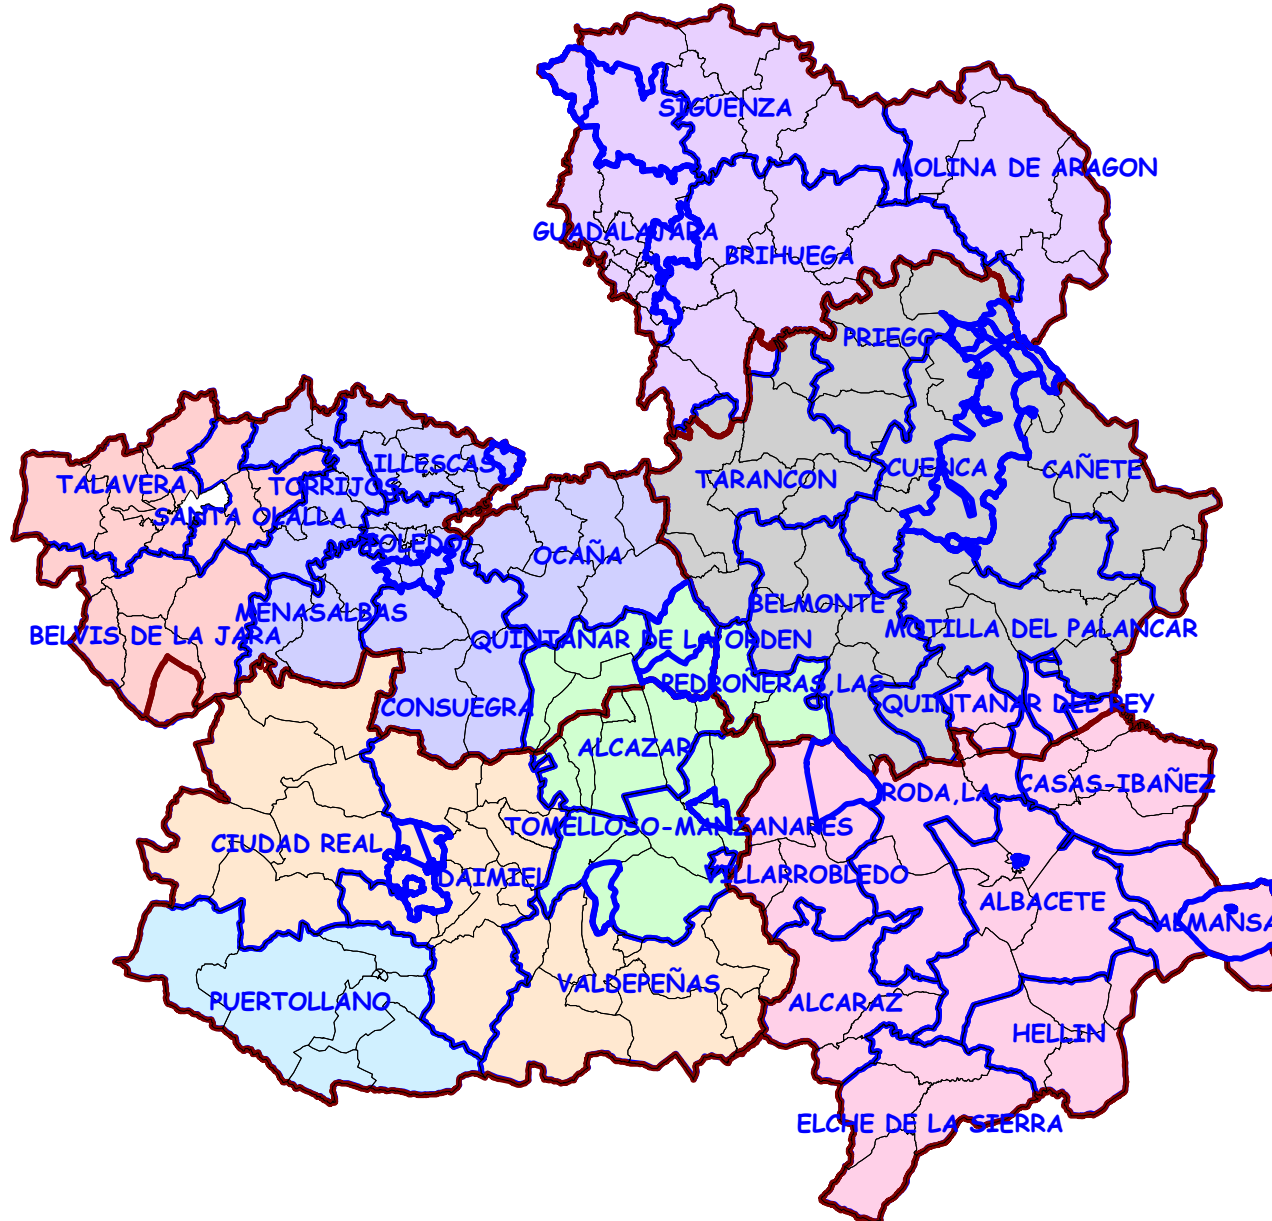 SIGÜENZA
MOLINA DE ARAGON
GUADALAJARA
BRIHUEGA
PRIEGO
ILLESCAS
CUENCA
CAÑETE
TALAVERA
TORRIJOS
TARANCON
SANTA OLALLA
TOLEDO
OCAÑA
MENASALBAS
BELMONTE
BELVIS DE LA JARA
QUINTANAR DE LA ORDEN
MOTILLA DEL PALANCAR
PEDROÑERAS,LAS
CONSUEGRA
QUINTANAR DEL REY
ALCAZAR
RODA,LA
CASAS-IBAÑEZ
TOMELLOSO-MANZANARES
CIUDAD REAL
DAIMIEL
VILLARROBLEDO
ALBACETE
ALMANSA
VALDEPEÑAS
PUERTOLLANO
ALCARAZ
HELLIN
ELCHE DE LA SIERRA